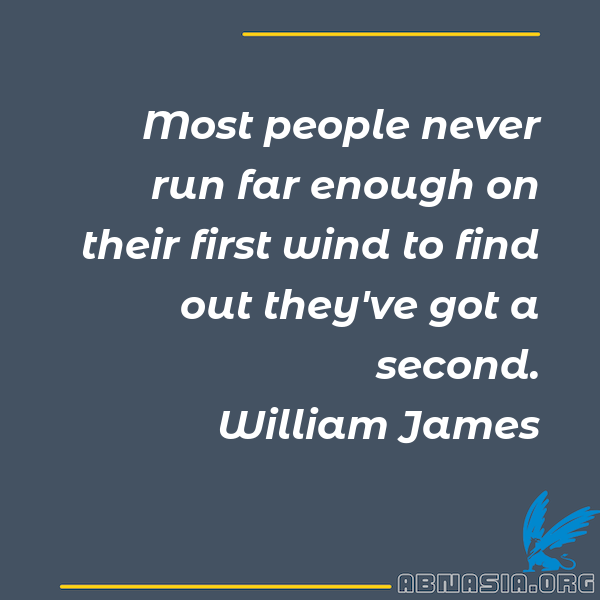 Most people never
run far enough on
their first wind to find
out they've got a
second.
William James
ABNASIA.ORG